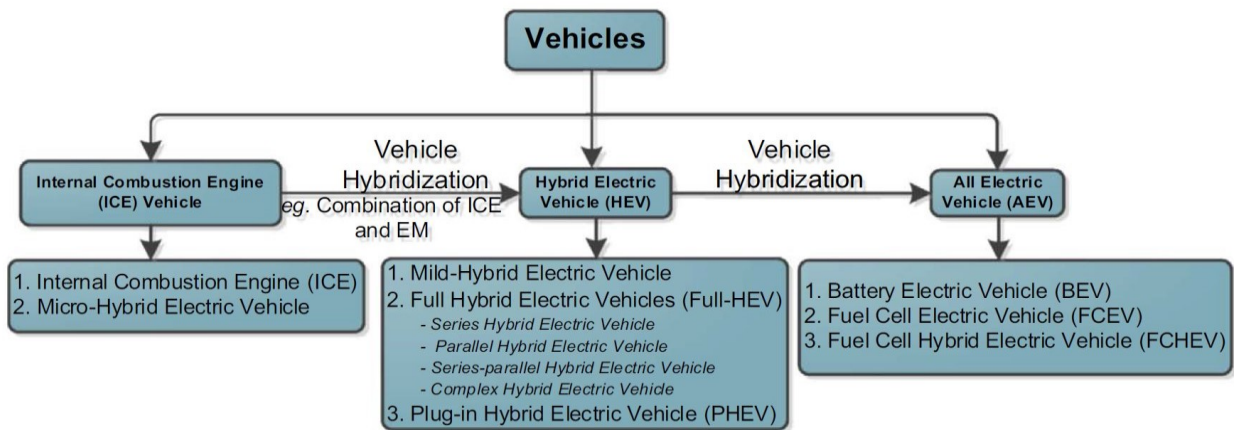 Vehicles
Vehicle
Hybridization
eg. Combination of ICE
and EM
Vehicle
Hybridization
Internal Combustion Engine
(ICE) Vehicle
Hybrid Electric
Vehicle (HEV)
All Electric
Vehicle (AEV)
1. Internal Combustion Engine (ICE)
2. Micro-Hybrid Electric Vehicle
1. Mild-Hybrid Electric Vehicle
2. Full Hybrid Electric Vehicles (Full-HEV)
- Series Hybrid Electric Vehicle
- Parallel Hybrid Electric Vehicle
- Series-parallel Hybrid Electric Vehicle
- Complex Hybrid Electric Vehicle
3. Plug-in Hybrid Electric Vehicle (PHEV)
1. Battery Electric Vehicle (BEV)
2. Fuel Cell Electric Vehicle (FCEV)
3. Fuel Cell Hybrid Electric Vehicle (FCHEV)